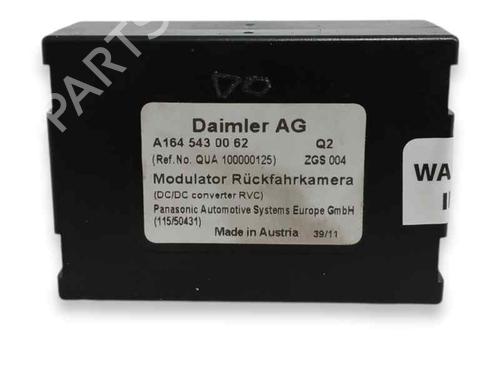 PARTS
DO
Daimler AG
A164 543 00 62 Q2
(Ref.No. QUA 100000125) ZGS 004
Modulator Rückfahrkamera
(DC/DC converter RVC)
Panasonic Automotive Systems Europe GmbH
(115/50431)
Made in Austria 39/11
WA